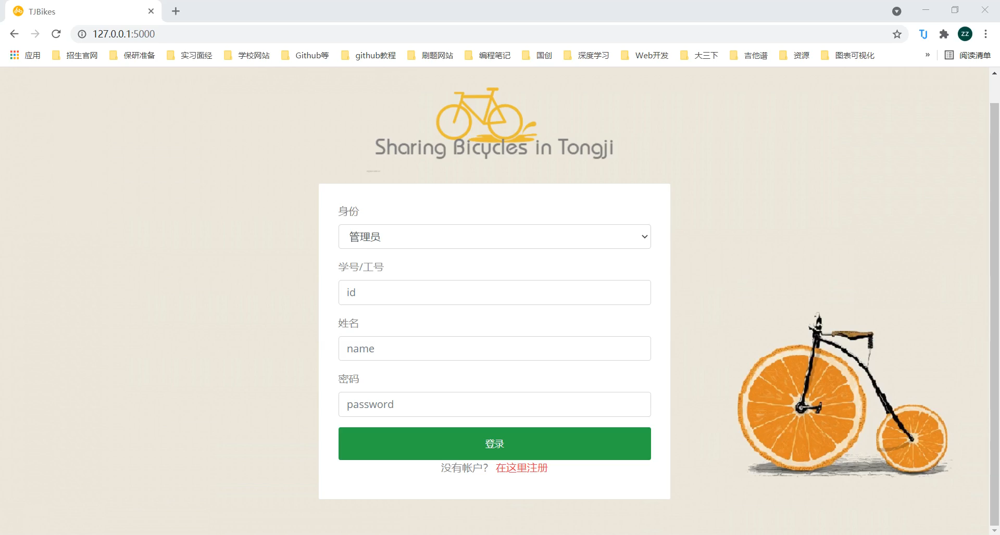 TJBikes
127.0.0.1:5000
TJ
ZZ
应用 招生官网 保研准备 实习面经 学校网站 Github等 github教程 刷题网站 编程笔记 国创 深度学习 Web开发 大三下 吉他谱 资源 图表可视化 » 阅读清单
Sharing Bicycles in Tongji
身份
管理员
学号/工号
id
姓名
name
密码
password
登录
没有帐户？ 在这里注册